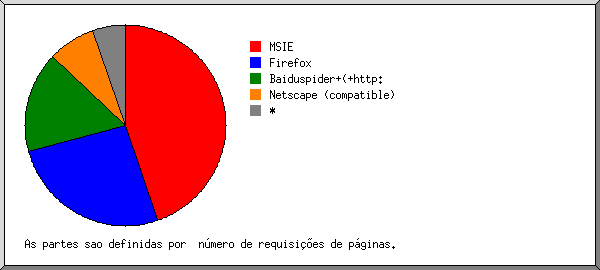 MSIE
Firefox
Baiduspider+(+http:
Netscape (compatible)
*
As partes sao definidas por  número de requisições de páginas.